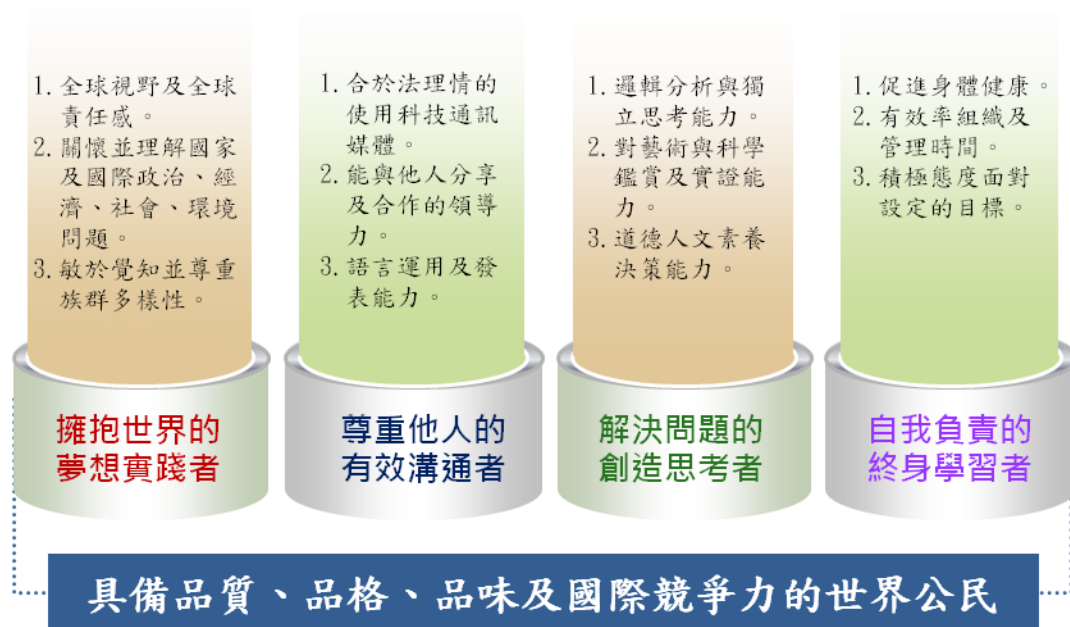 1. 全球視野及全球
責任感。
2. 關懷並理解國家
及國際政治、經
濟、社會、環境
問題。
3. 敏於覺知並尊重
族群多樣性。
擁抱世界的
夢想實踐者
1. 合於法理情的
使用科技通訊
媒體。
2. 能與他人分享
及合作的領導
力。
3. 語言運用及發
表能力。
尊重他人的
有效溝通者
1. 邏輯分析與獨
立思考能力。
2. 對藝術與科學
鑑賞及實證能
力。
3. 道德人文素養
決策能力。
解決問題的
創造思考者
1. 促進身體健康。
2. 有效率組織及
管理時間。
3. 積極態度面對
設定的目標。
自我負責的
終身學習者
具備品質、品格、品味及國際競爭力的世界公民